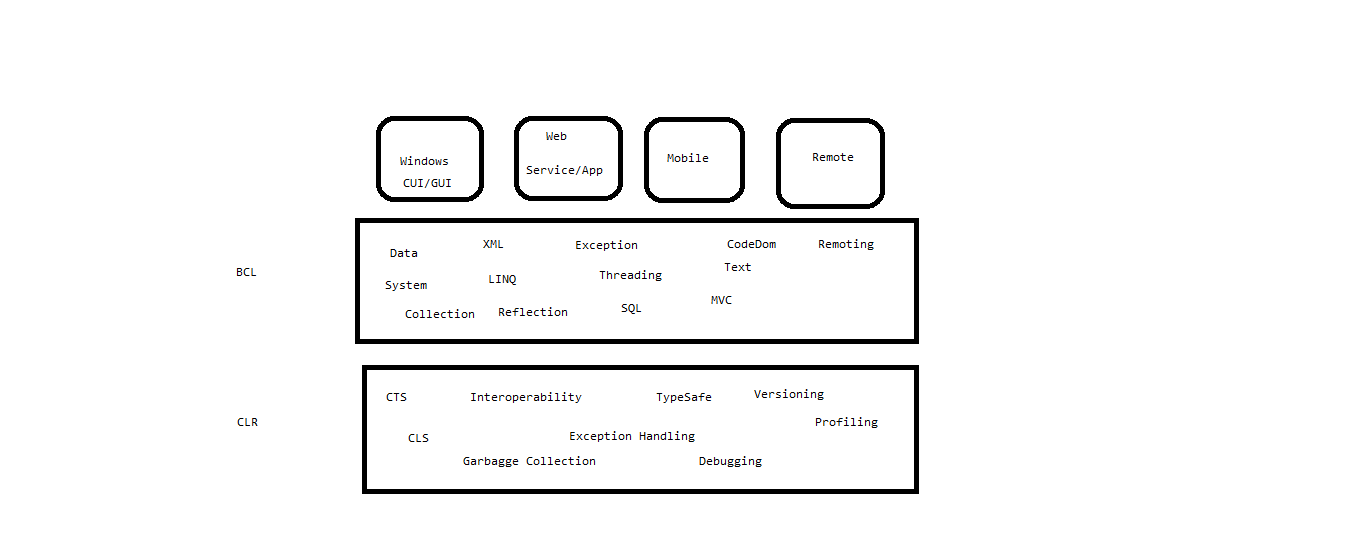 Windows
CUI/GUI
Web
Service/App
Mobile
Remote
BCL
Data
XML
Exception
CodeDom
Remoting
System
LINQ
Threading
Text
Collection
Reflection
SQL
MVC
CLR
CTS
Interoperability
TypeSafe
Versioning
Profiling
CLS
Exception Handling
Garbagge Collection
Debugging